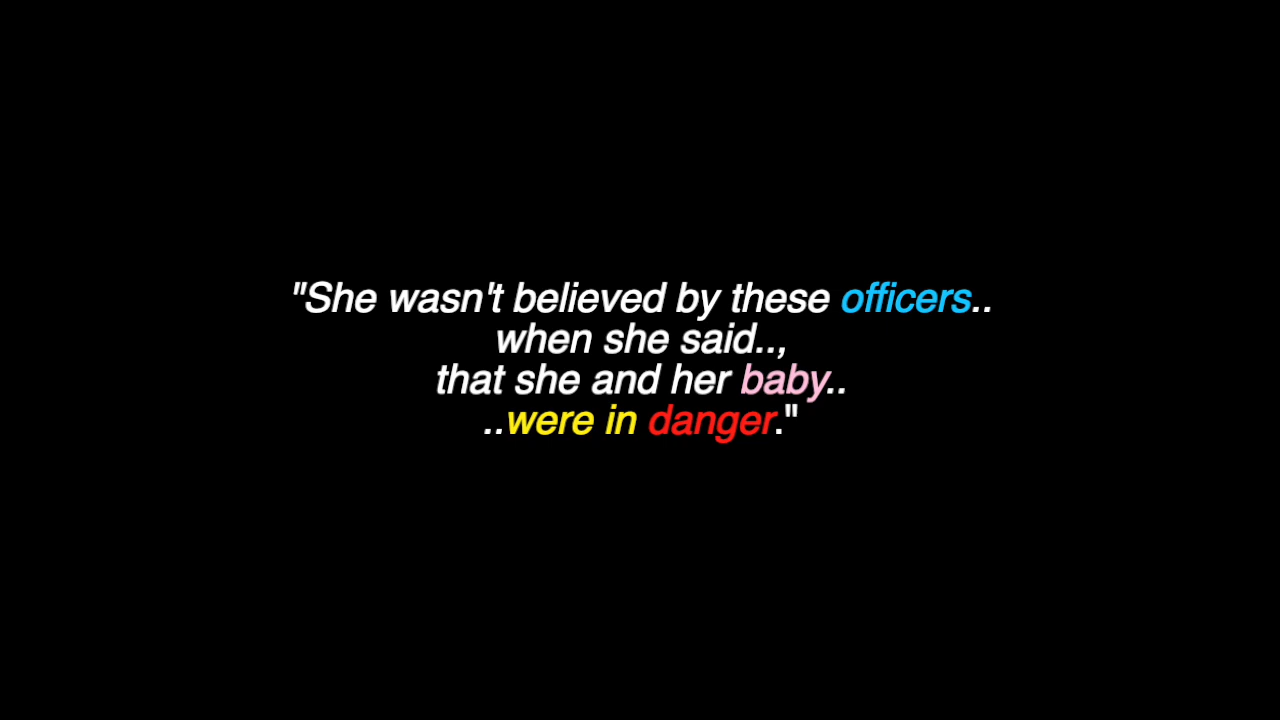 "She wasn't believed by these officers..
when she said..,
that she and her baby..
..were in danger."